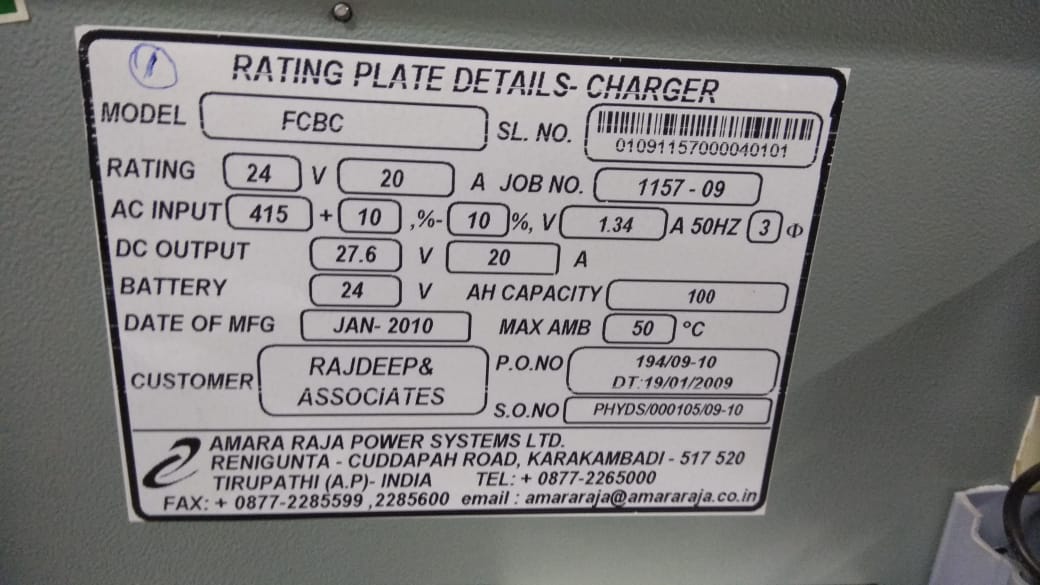 1
RATING PLATE DETAILS- CHARGER
MODEL FCBC SL. NO. 01091157000040101
RATING 24 V 20 A JOB NO. 1157 - 09
AC INPUT 415 + 10 ,%- 10 %, V 1.34 A 50HZ 3 Φ
DC OUTPUT 27.6 V 20 A
BATTERY 24 V AH CAPACITY 100
DATE OF MFG JAN- 2010 MAX AMB 50 °C
CUSTOMER RAJDEEP&
ASSOCiATES
P.O.NO 194/09-10
DT:19/01/2009
S.O.NO PHYDS/000105/09-10
AMARA RAJA POWER SYSTEMS LTD.
RENIGUNTA - CUDDAPAH ROAD, KARAKAMBADI - 517 520
TIRUPATHI (A.P)- INDIA TEL: + 0877-2265000
FAX: + 0877-2285599 ,2285600 email : amararaja@amararaja.co.in